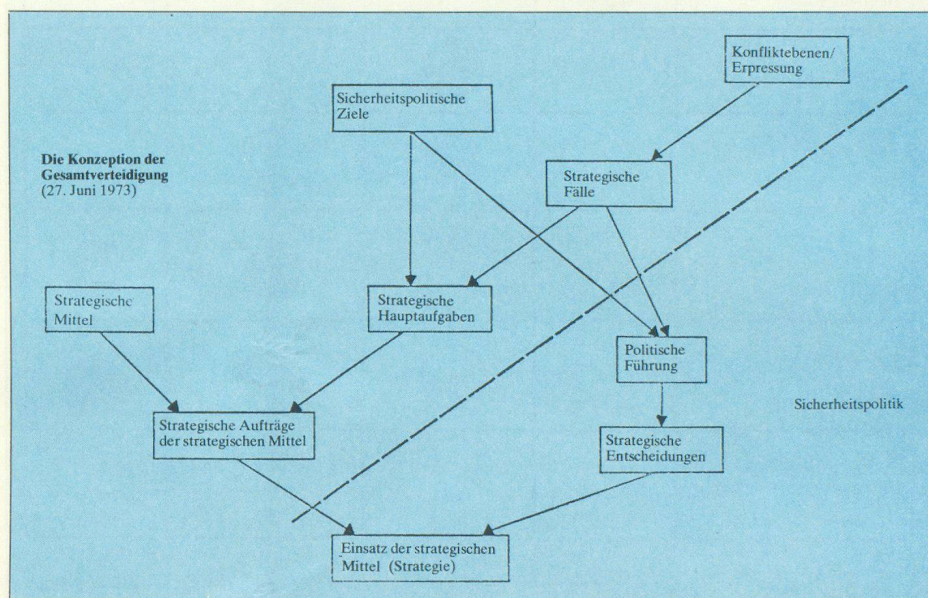 Konfliktebenen/
Erpressung
Sicherheitspolitische
Ziele
Die Konzeption der
Gesamtverteidigung
(27. Juni 1973)
Strategische
Fälle
Strategische
Mittel
Strategische
Hauptaufgaben
Politische
Führung
Sicherheitspolitik
Strategische Aufträge
der strategischen Mittel
Strategische
Entscheidungen
Einsatz der strategischen
Mittel (Strategie)